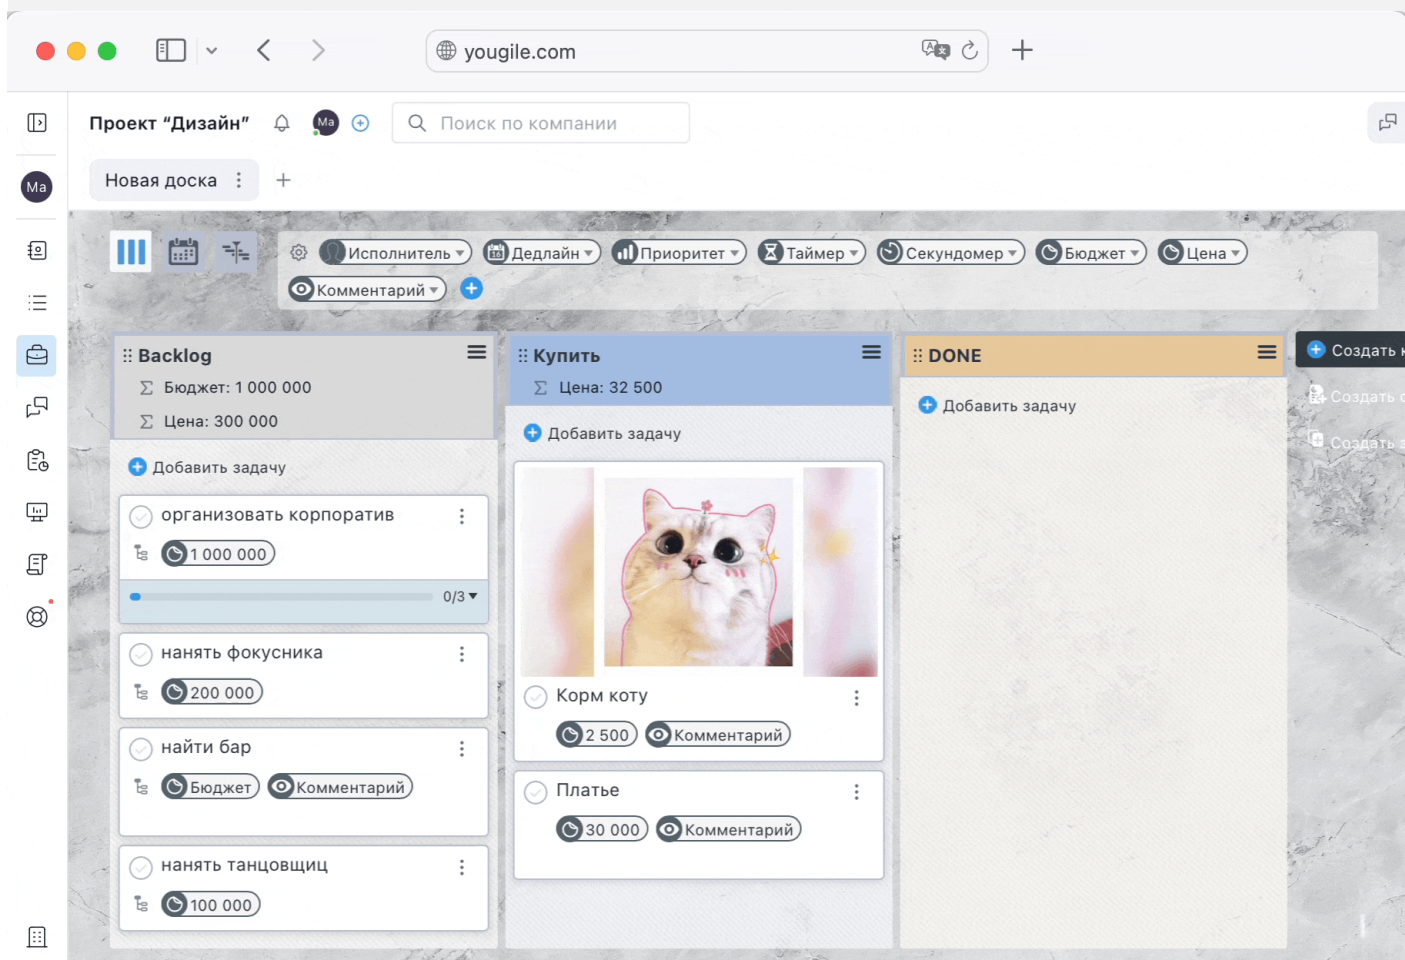 yougile.com
Проект “Дизайн”
Ma
Поиск по компании
Ma
Новая доска
Исполнитель
Дедлайн
Приоритет
Таймер
Секундомер
Бюджет
Цена
Комментарий
Backlog
Σ Бюджет: 1 000 000
Σ Цена: 300 000
Добавить задачу
организовать корпоратив
1 000 000
0/3
нанять фокусника
200 000
найти бар
Бюджет
Комментарий
нанять танцовщиц
100 000
Купить
Σ Цена: 32 500
Добавить задачу
Корм коту
2 500
Комментарий
Платье
30 000
Комментарий
DONE
Добавить задачу
Создать
Создать
Создать